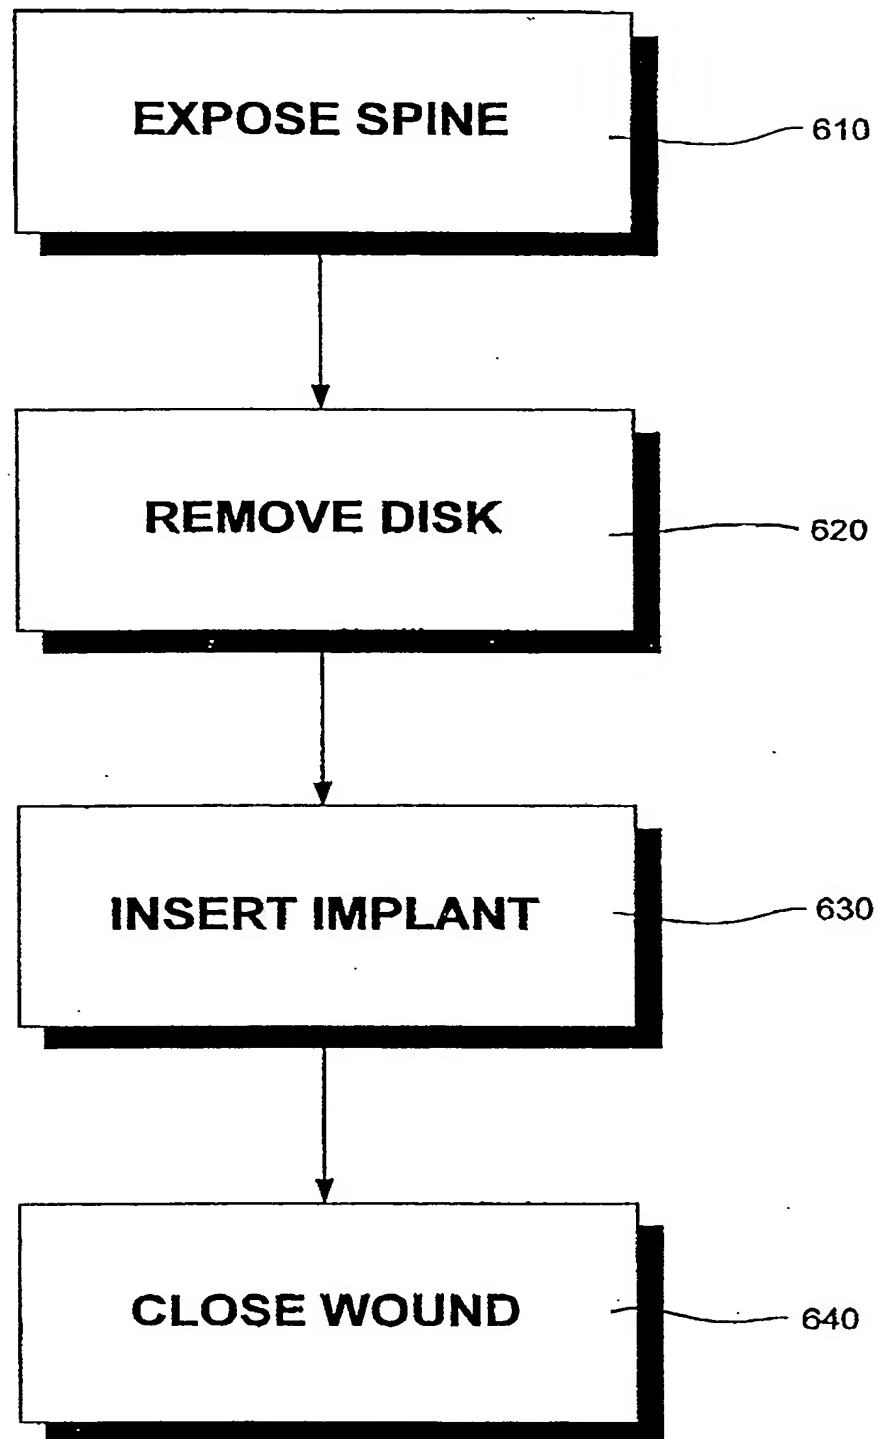 EXPOSE SPINE
610
REMOVE DISK
620
INSERT IMPLANT
630
CLOSE WOUND
640